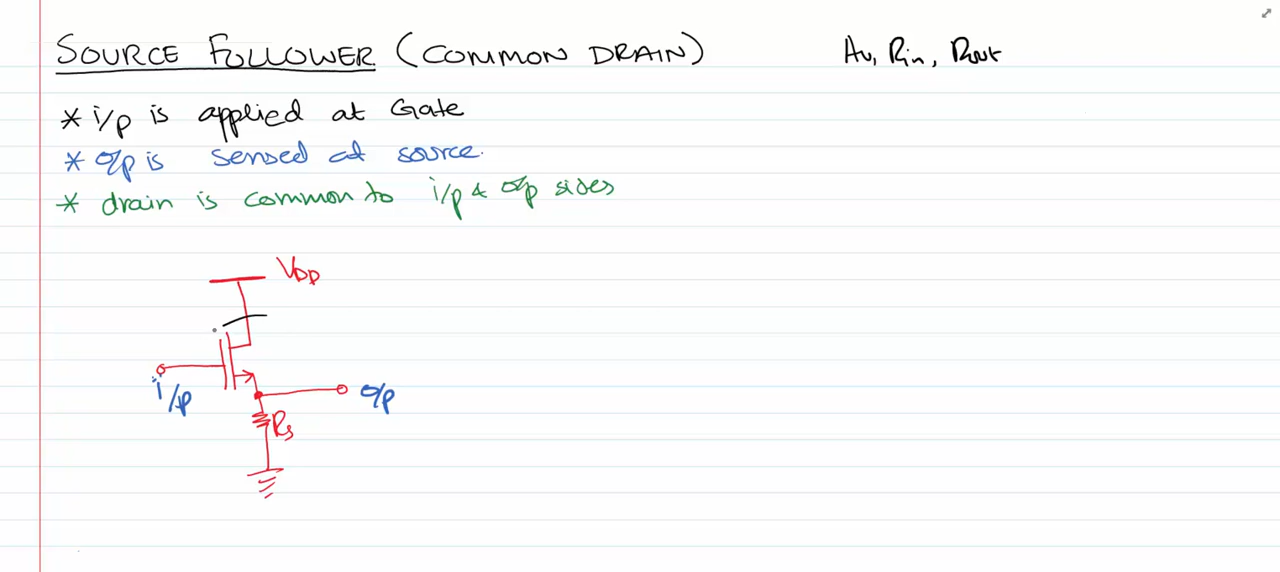 SOURCE FOLLOWER (COMMON DRAIN)
Av, Rin, Rout
* i/p is applied at Gate
* o/p is sensed at source.
* drain is common to i/p & o/p sides
VDD
i/p
o/p
Rs